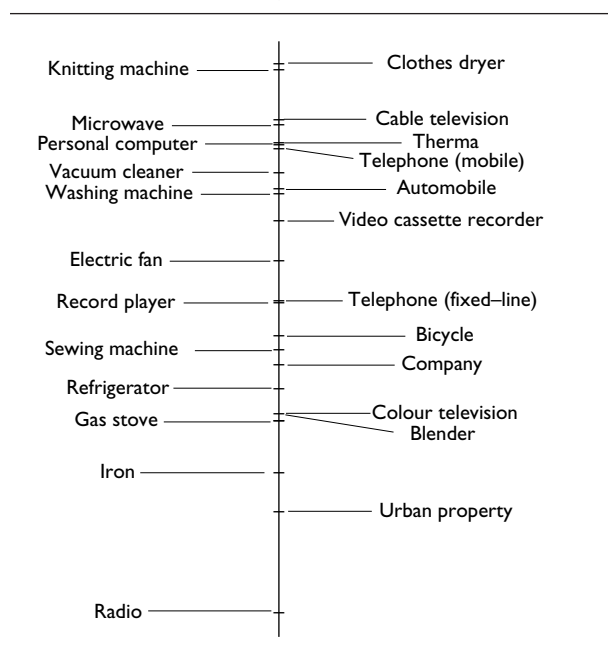 Clothes dryer
Knitting machine
Cable television
Microwave
Therma
Personal computer
Telephone (mobile)
Vacuum cleaner
Automobile
Washing machine
Video cassette recorder
Electric fan
Telephone (fixed–line)
Record player
Bicycle
Sewing machine
Company
Refrigerator
Colour television
Gas stove
Blender
Iron
Urban property
Radio